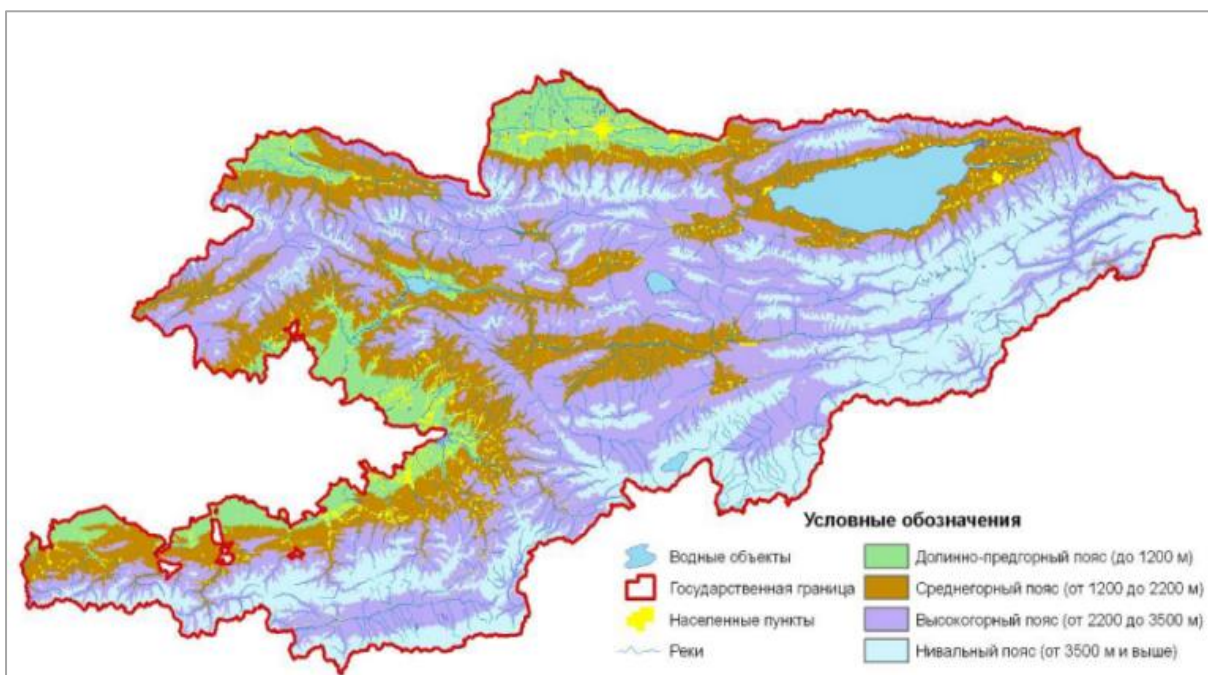 Условные обозначения
Водные объекты
Государственная граница
Населенные пункты
Реки
Долинно-предгорный пояс (до 1200 м)
Среднегорный пояс (от 1200 до 2200 м)
Высокогорный пояс (от 2200 до 3500 м)
Нивальный пояс (от 3500 м и выше)